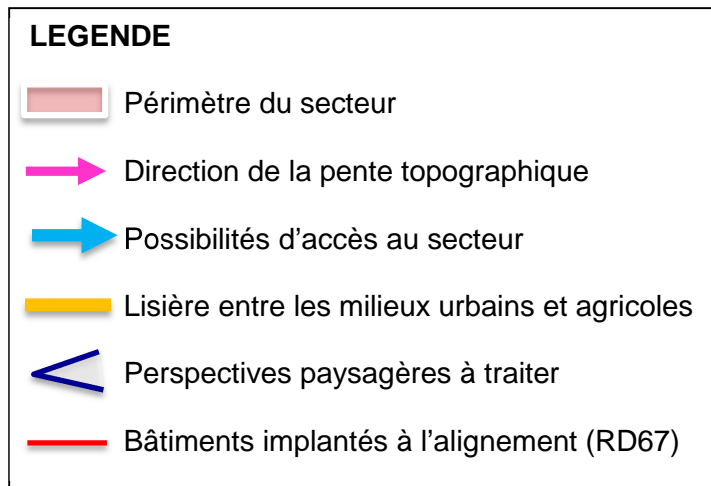 LEGENDE
Périmètre du secteur
Direction de la pente topographique
Possibilités d’accès au secteur
Lisière entre les milieux urbains et agricoles
Perspectives paysagères à traiter
Bâtiments implantés à l’alignement (RD67)